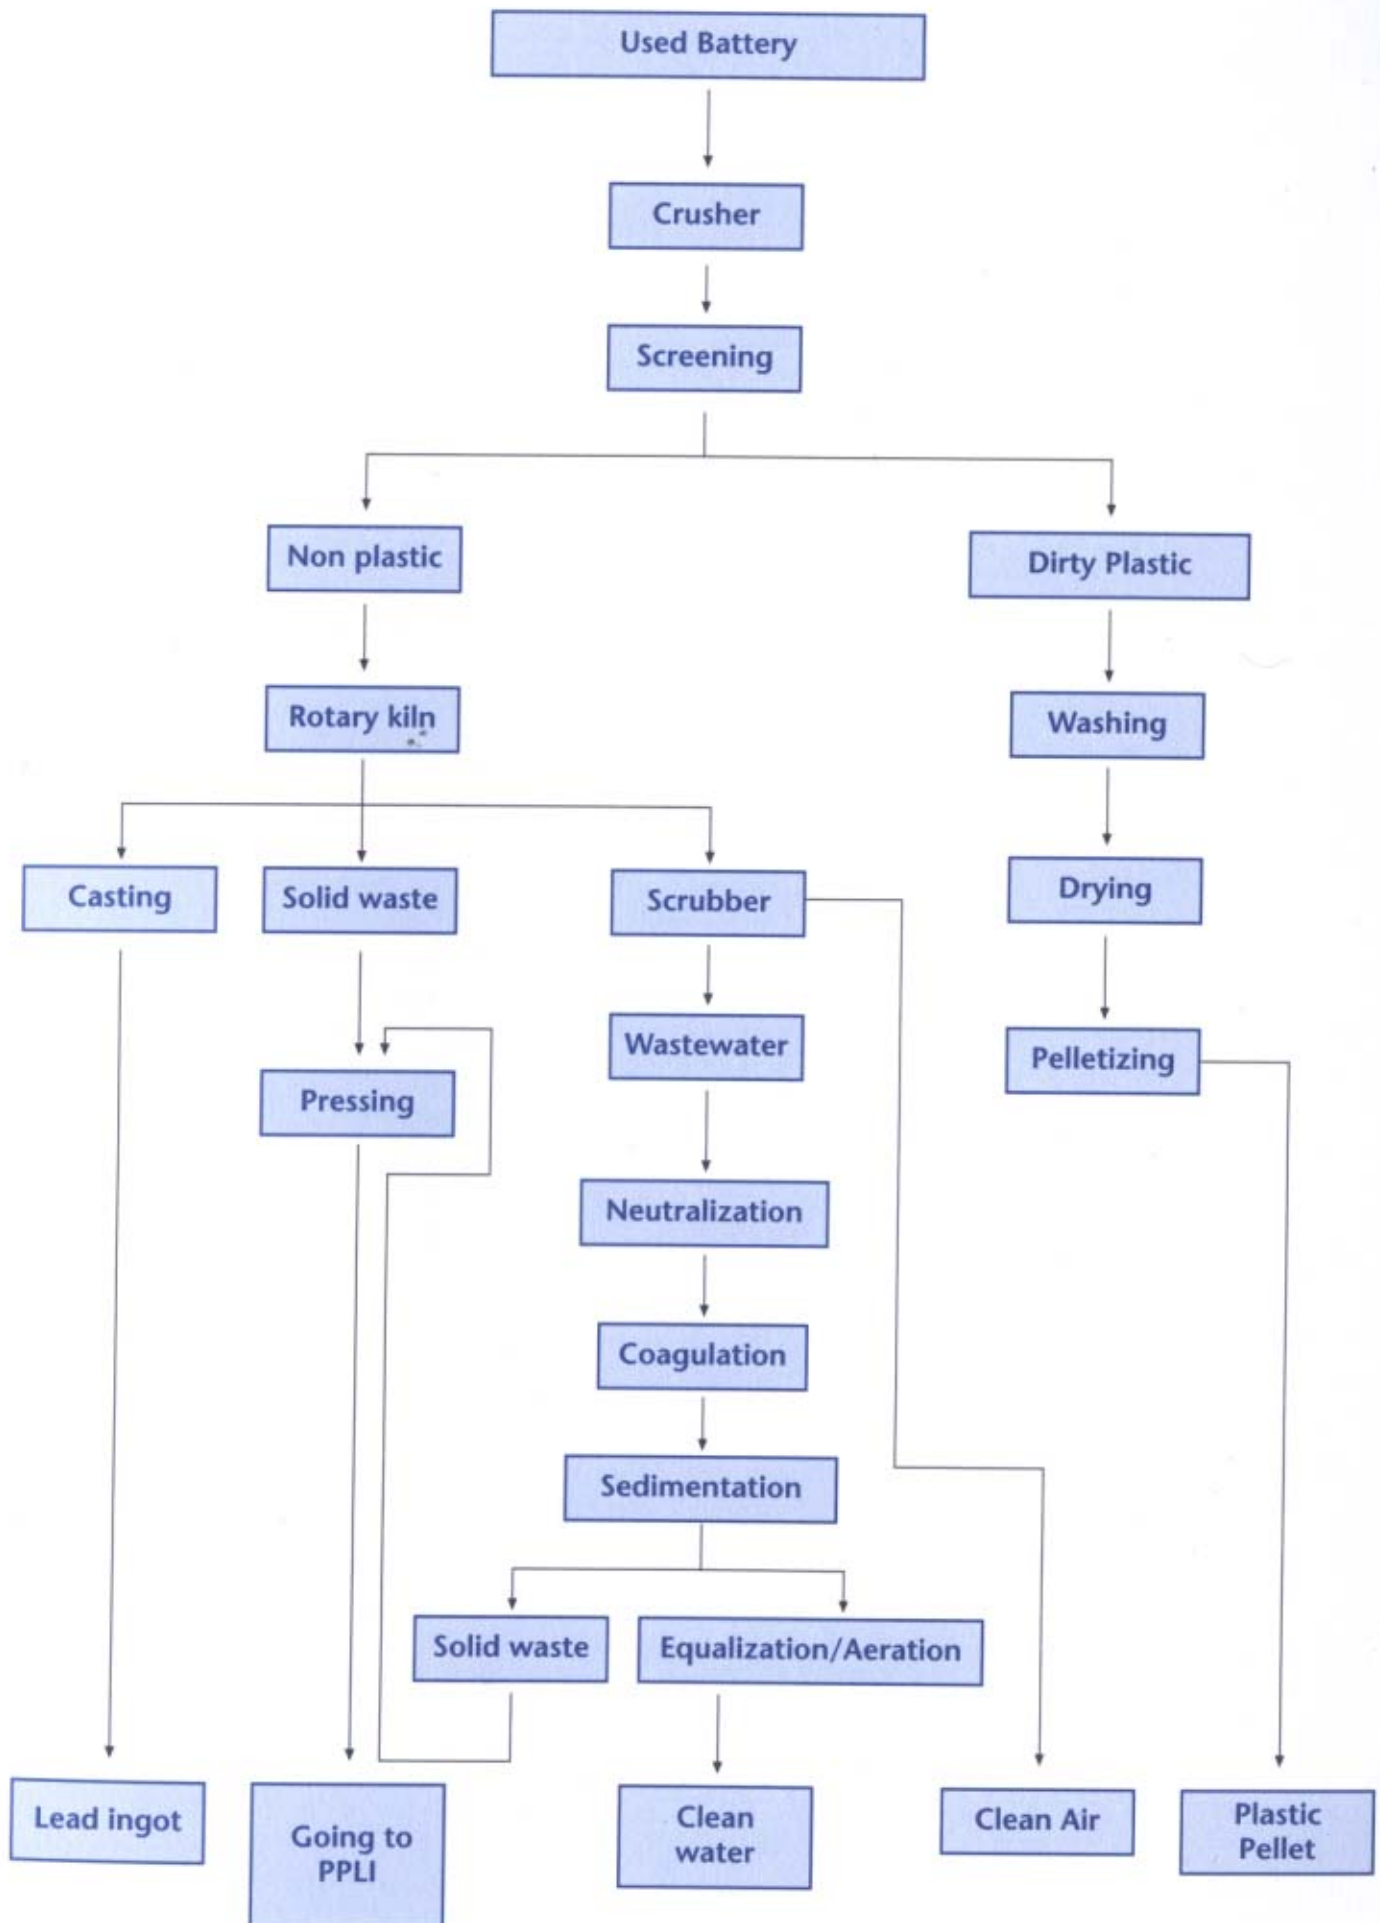 Used Battery
Crusher
Screening
Non plastic
Dirty Plastic
Rotary kiln
Washing
Casting
Solid waste
Scrubber
Drying
Wastewater
Pelletizing
Pressing
Neutralization
Coagulation
Sedimentation
Solid waste
Equalization/Aeration
Lead ingot
Going to
PPLI
Clean
water
Clean Air
Plastic
Pellet